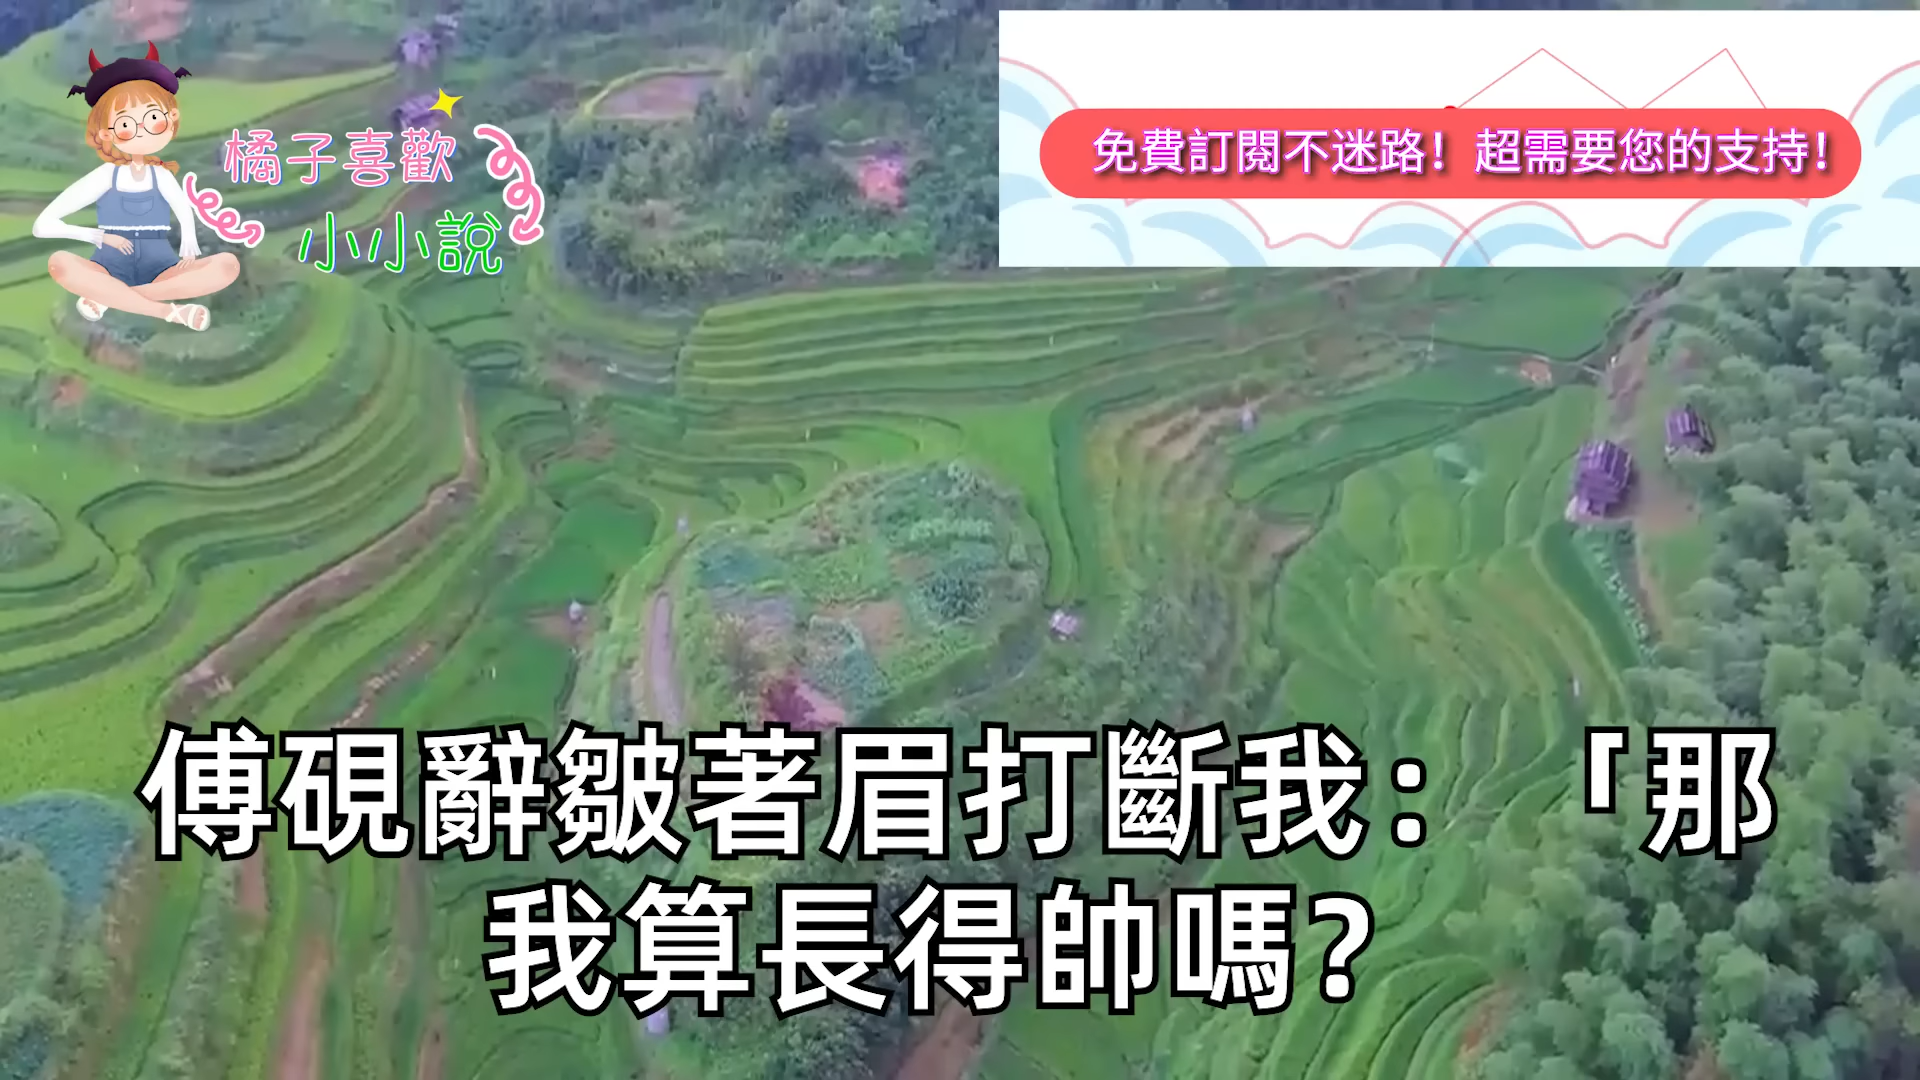 橘子喜歡
小小說
免費訂閱不迷路！超需要您的支持！
傅硯辭皺著眉打斷我：「那
我算長得帥嗎？